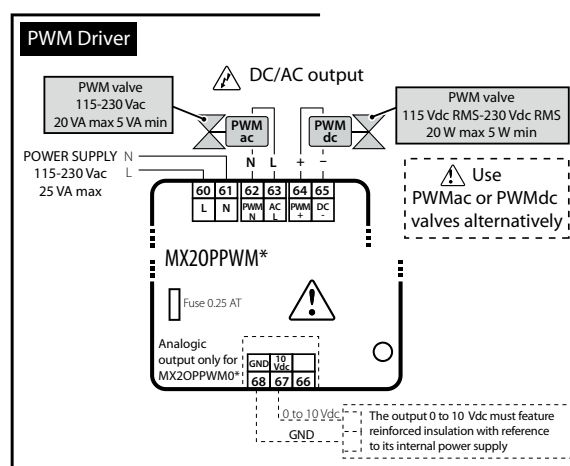 PWM Driver
DC/AC output
PWM valve
115-230 Vac
20 VA max 5 VA min
PWM
ac
PWM
dc
PWM valve
115 Vdc RMS-230 Vdc RMS
20 W max 5 W min
N L + -
POWER SUPPLY N
115-230 Vac L
25 VA max
Use
PWMac or PWMdc
valves alternatively
60 61 62 63 64 65
L N PWM N AC L PWM + DC -
MX2OPPWM*
Fuse 0.25 AT
Analogic
output only for
MX2OPPWM0*
GND 10 Vdc
68 67 66
0 to 10 Vdc
GND
The output 0 to 10 Vdc must feature
reinforced insulation with reference
to its internal power supply